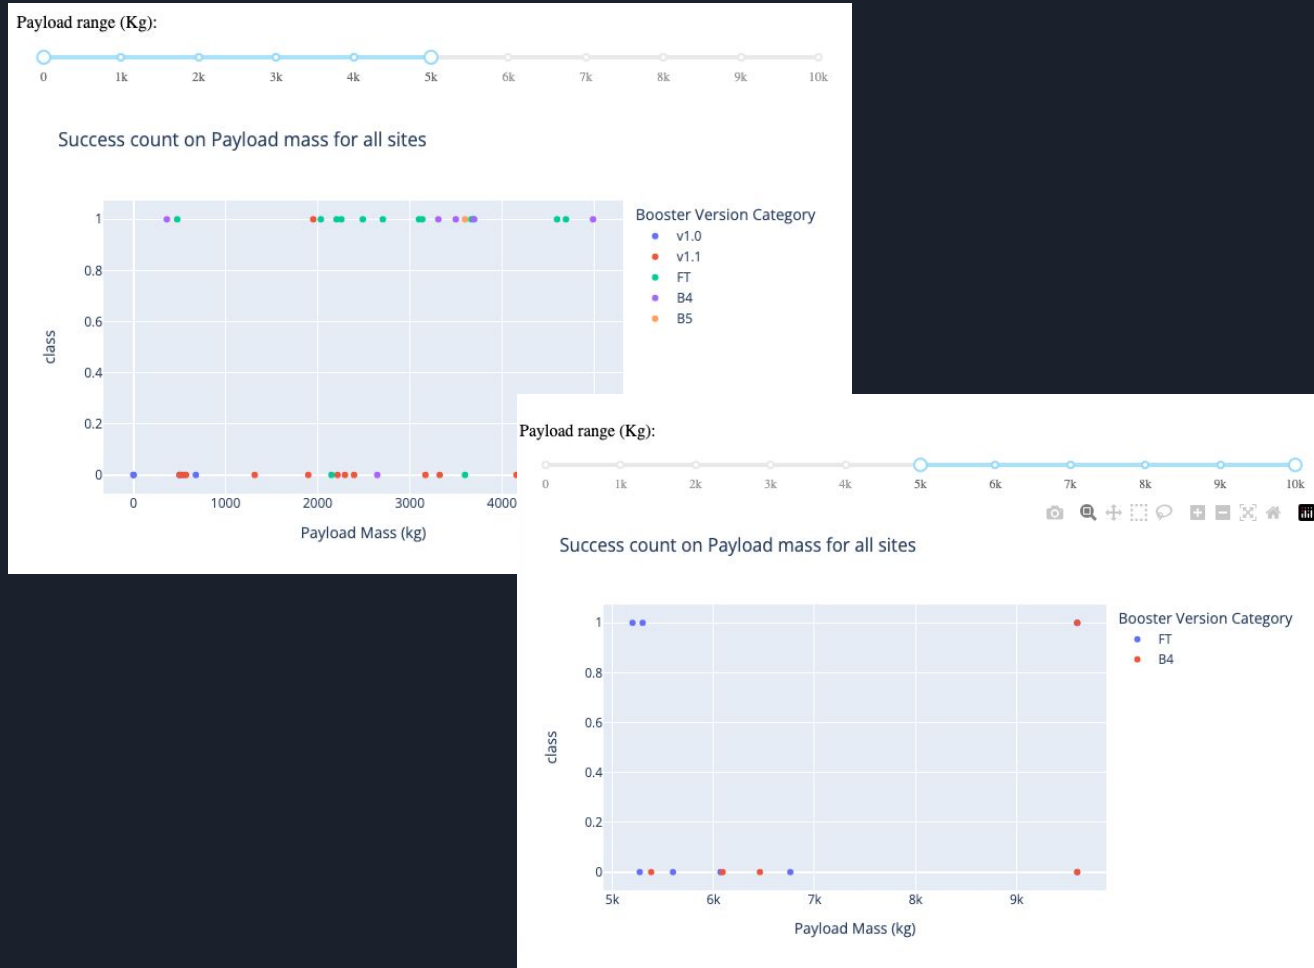 Payload range (Kg):
0 1k 2k 3k 4k 5k 6k 7k 8k 9k 10k
Success count on Payload mass for all sites
Booster Version Category
v1.0
v1.1
FT
B4
B5
class
1
0.8
0.6
0.4
0.2
0
0 1000 2000 3000 4000
Payload Mass (kg)
Payload range (Kg):
0 1k 2k 3k 4k 5k 6k 7k 8k 9k 10k
Success count on Payload mass for all sites
Booster Version Category
FT
B4
class
1
0.8
0.6
0.4
0.2
0
5k 6k 7k 8k 9k
Payload Mass (kg)